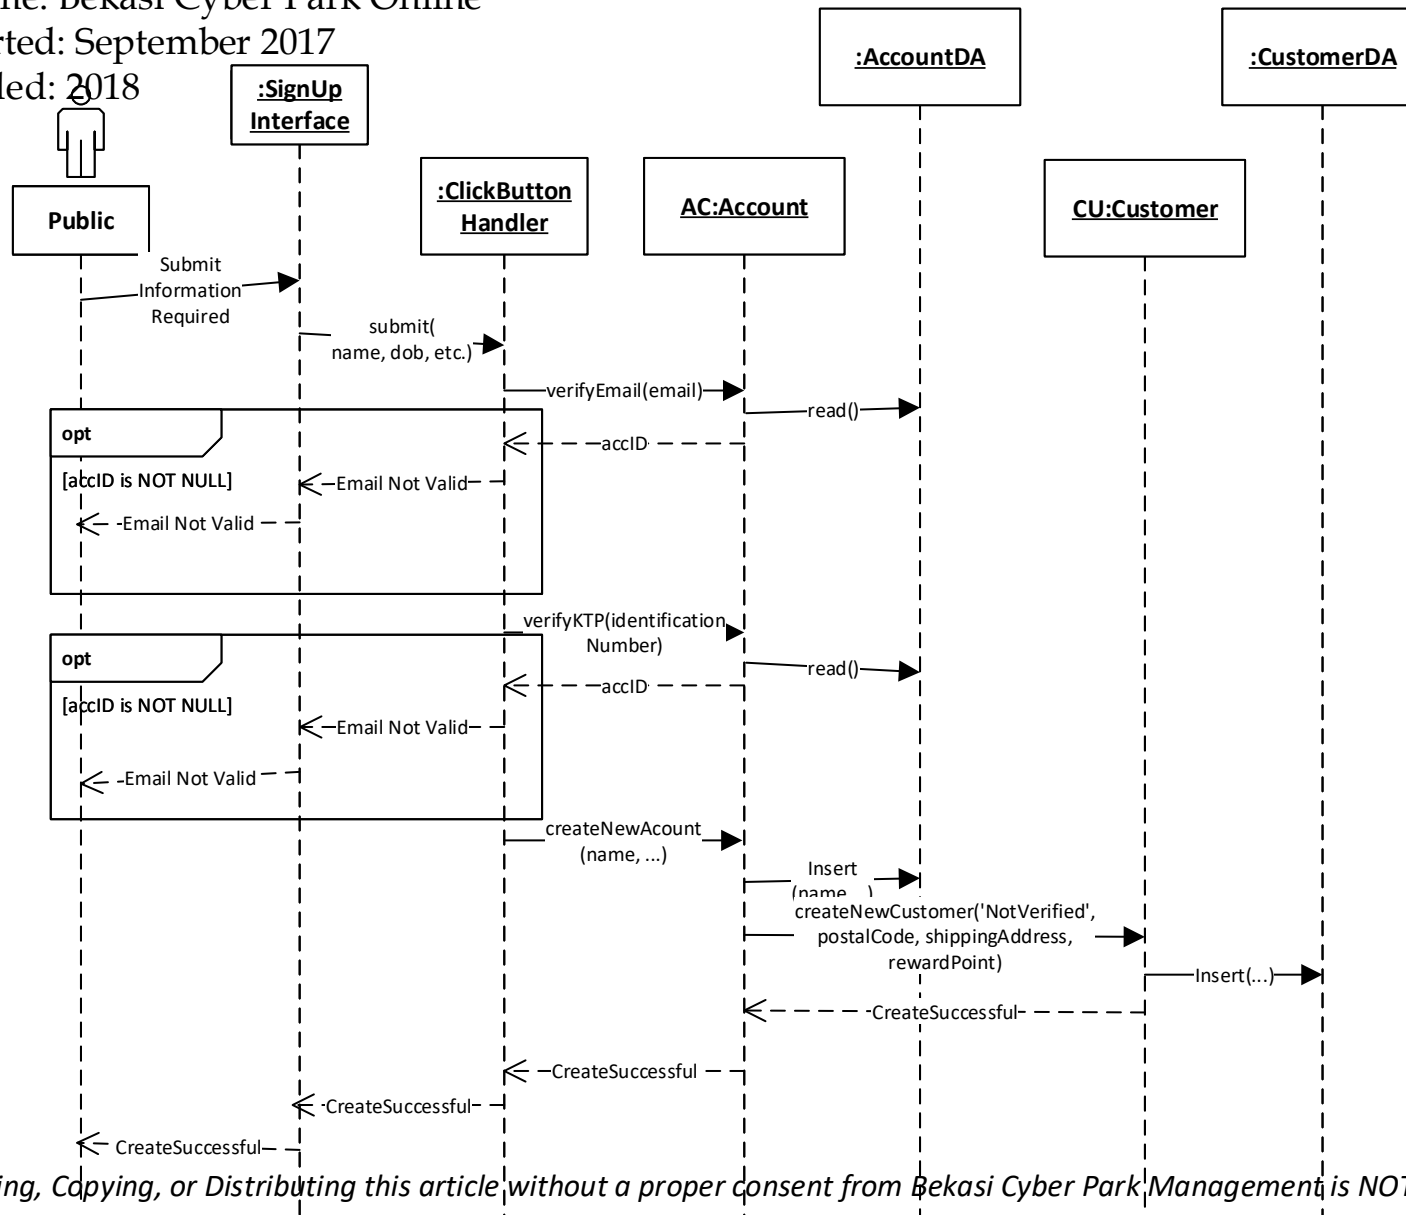 ne: Bekasi Cyber Park Online
rted: September 2017
led: 2018
:SignUp
Interface
:AccountDA
:CustomerDA
Public
:ClickButton
Handler
AC:Account
CU:Customer
Submit
Information
Required
submit(
name, dob, etc.)
verifyEmail(email)
read()
opt
accID
[accID is NOT NULL]
Email Not Valid
Email Not Valid
verifyKTP(identification
Number)
opt
read()
accID
[accID is NOT NULL]
Email Not Valid
Email Not Valid
createNewAcount
(name, ...)
Insert
(name...)
createNewCustomer('NotVerified',
postalCode, shippingAddress,
rewardPoint)
Insert(...)
CreateSuccessful
CreateSuccessful
CreateSuccessful
CreateSuccessful
ing, Copying, or Distributing this article without a proper consent from Bekasi Cyber Park Management is NOT